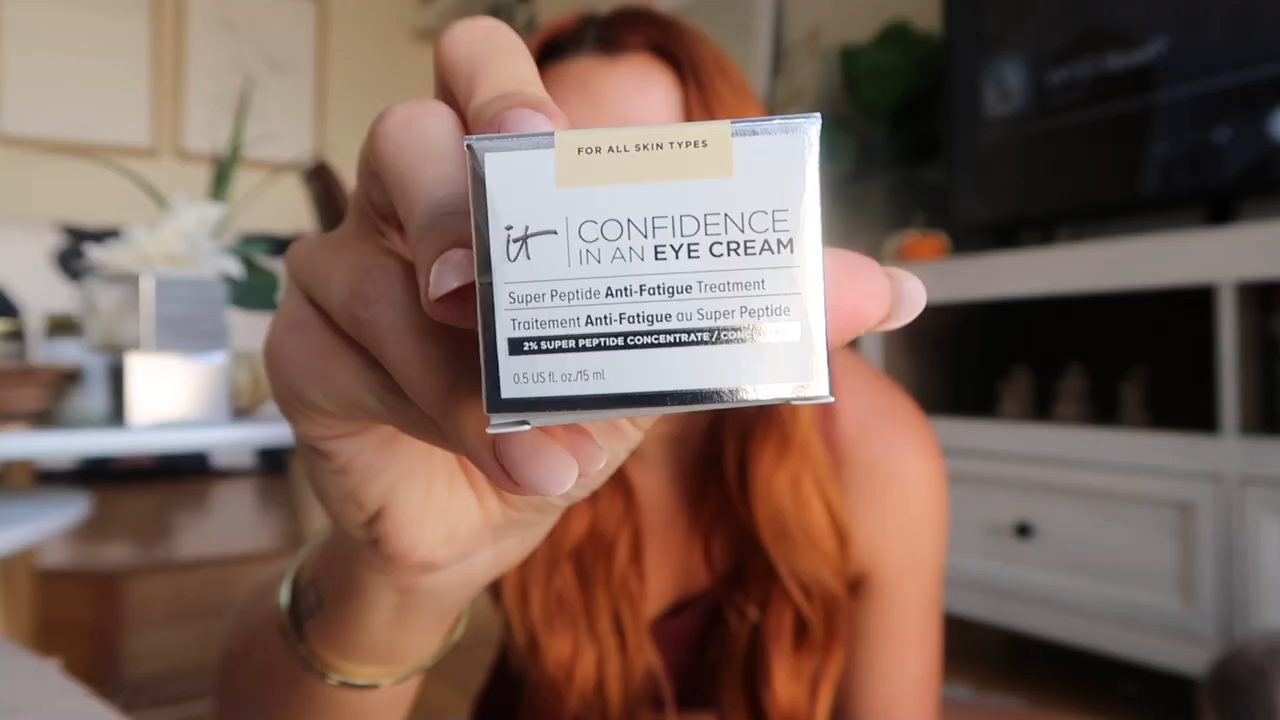 FOR ALL SKIN TYPES
it
CONFIDENCE
IN AN EYE CREAM
Super Peptide Anti-Fatigue Treatment
Traitement Anti-Fatigue au Super Peptide
2% SUPER PEPTIDE CONCENTRATE /
0.5 US fl. oz./15 ml